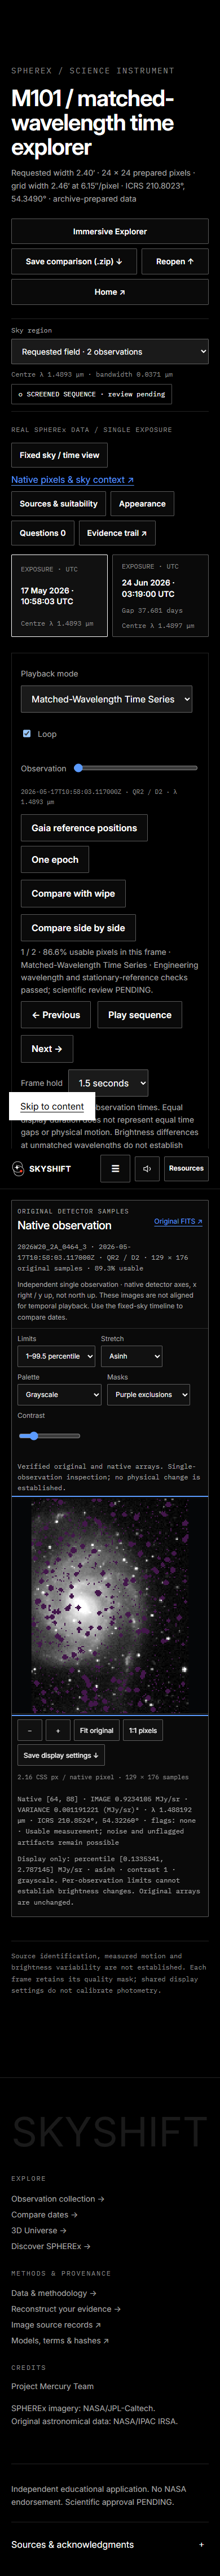 SPHEREX / SCIENCE INSTRUMENT
M101 / matched-
wavelength time
explorer
Requested width 2.40′ · 24 × 24 prepared pixels ·
grid width 2.46′ at 6.15″/pixel · ICRS 210.8023°,
54.3490° · archive-prepared data
Immersive Explorer
Save comparison (.zip) ↓
Reopen ↑
Home ↗
Sky region
Requested field · 2 observations
Centre λ 1.4893 μm · bandwidth 0.0371 μm
o SCREENED SEQUENCE · review pending
REAL SPHEREx DATA / SINGLE EXPOSURE
Fixed sky / time view
Native pixels & sky context ↗
Sources & suitability
Appearance
Questions 0
Evidence trail ↗
EXPOSURE · UTC
17 May 2026 ·
10:58:03 UTC
Centre λ 1.4893 μm
EXPOSURE · UTC
24 Jun 2026 ·
03:19:00 UTC
Gap 37.681 days
Centre λ 1.4897 μm
Playback mode
Matched-Wavelength Time Series
Loop
Observation
2026-05-17T10:58:03.117000Z · QR2 / D2 · λ
1.4893 μm
Gaia reference positions
One epoch
Compare with wipe
Compare side by side
1 / 2 · 86.6% usable pixels in this frame ·
Matched-Wavelength Time Series · Engineering
wavelength and stationary-reference checks
passed; scientific review PENDING.
← Previous
Play sequence
Next →
Frame hold
1.5 seconds
Skip to content
observation times. Equal
display duration does not represent equal time
gaps or physical motion. Brightness differences
at unmatched wavelengths do not establish
SKYSHIFT
Resources
ORIGINAL DETECTOR SAMPLES
Native observation
Original FITS ↗
2026W20_2A_0464_3 · 2026-05-
17T10:58:03.117000Z · QR2 / D2 · 129 × 176
original samples · 89.3% usable
Independent single observation · native detector axes, x
right / y up, not north up. These images are not aligned
for temporal playback. Use the fixed-sky timeline to
compare dates.
Limits
Stretch
1–99.5 percentile
Asinh
Palette
Masks
Grayscale
Purple exclusions
Contrast
Verified original and native arrays. Single-
observation inspection; no physical change is
established.
−
+
Fit original
1:1 pixels
Save display settings ↓
2.16 CSS px / native pixel · 129 × 176 samples
Native [64, 88] · IMAGE 0.9234105 MJy/sr ·
VARIANCE 0.001191221 (MJy/sr)² · λ 1.488192
μm · ICRS 210.8524°, 54.32260° · flags: none
· Usable measurement; noise and unflagged
artifacts remain possible
Display only: percentile [0.1335341,
2.787145] MJy/sr · asinh · contrast 1 ·
grayscale. Per-observation limits cannot
establish brightness changes. Original arrays
are unchanged.
Source identification, measured motion and
brightness variability are not established. Each
frame retains its quality mask; shared display
settings do not calibrate photometry.
SKYSHIFT
EXPLORE
Observation collection →
Compare dates →
3D Universe →
Discover SPHEREx →
METHODS & PROVENANCE
Data & methodology →
Reconstruct your evidence →
Image source records ↗
Models, terms & hashes ↗
CREDITS
Project Mercury Team
SPHEREx imagery: NASA/JPL-Caltech.
Original astronomical data: NASA/IPAC IRSA.
Independent educational application. No NASA
endorsement. Scientific approval PENDING.
Sources & acknowledgments
+